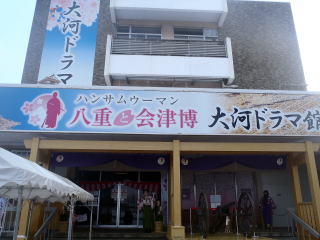 大河ドラマ
ハンサムウーマン
八重と会津博 大河ドラマ館